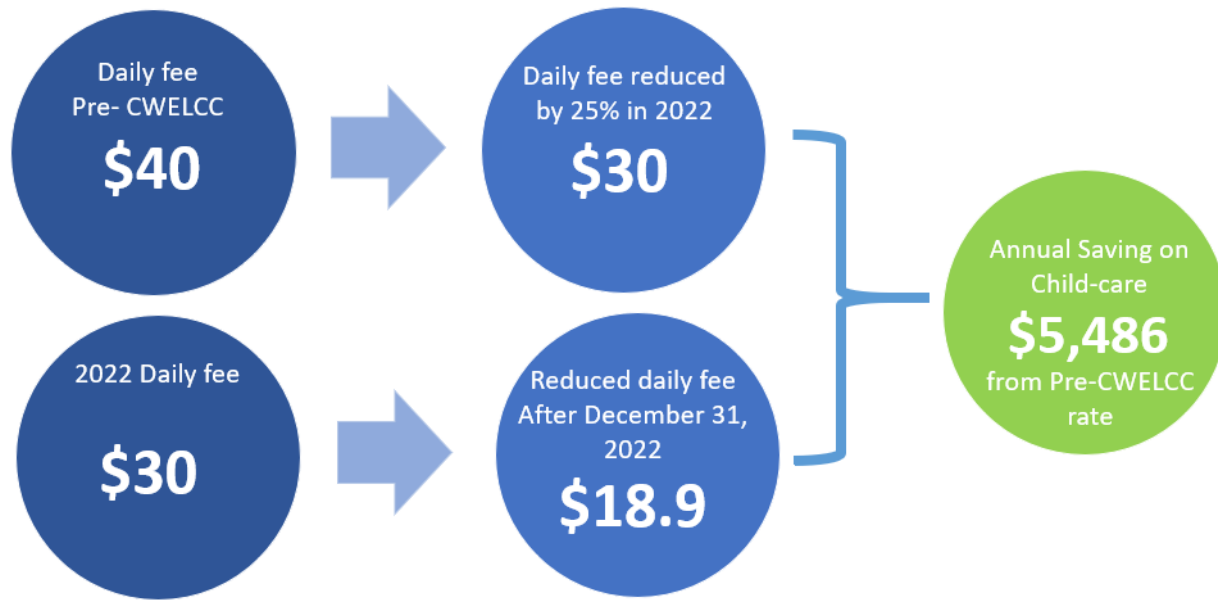 Daily fee
Pre- CWELCC
$40
Daily fee reduced
by 25% in 2022
$30
2022 Daily fee
$30
Reduced daily fee
After December 31,
2022
$18.9
Annual Saving on
Child-care
$5,486
from Pre-CWELCC
rate